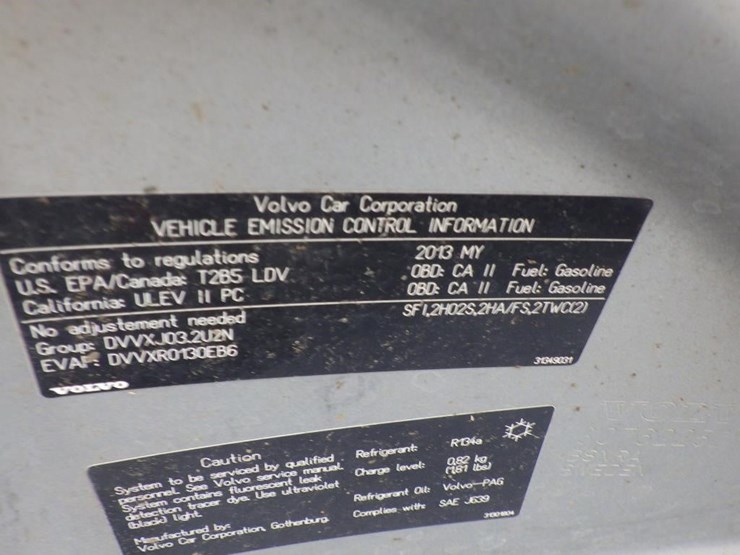 Volvo Car Corporation
VEHICLE EMISSION CONTROL INFORMATION
Conforms to regulations 2013 MY
U.S. EPA/Canada: T2B5 LDV OBD: CA II Fuel: Gasoline
California: ULEV II PC OBD: CA II Fuel: Gasoline
No adjustement needed SFI,2HO2S,2HA/FS,2TWC(2)
Group: DVVXJ03.2U2N
EVAP: DVVXR0130EB6
31349031
VOLVO
Caution
System to be serviced by qualified
personnel. See Volvo service manual.
System contains fluorescent leak
detection tracer dye. Use ultraviolet
(black) light.
Manufactured by:
Volvo Car Corporation, Gothenburg.
Refrigerant: R134a
Charge level: 0,82 kg
(1,81 lbs)
Refrigerant Oil: Volvo-PAG
Complies with: SAE J639
SWEDEN